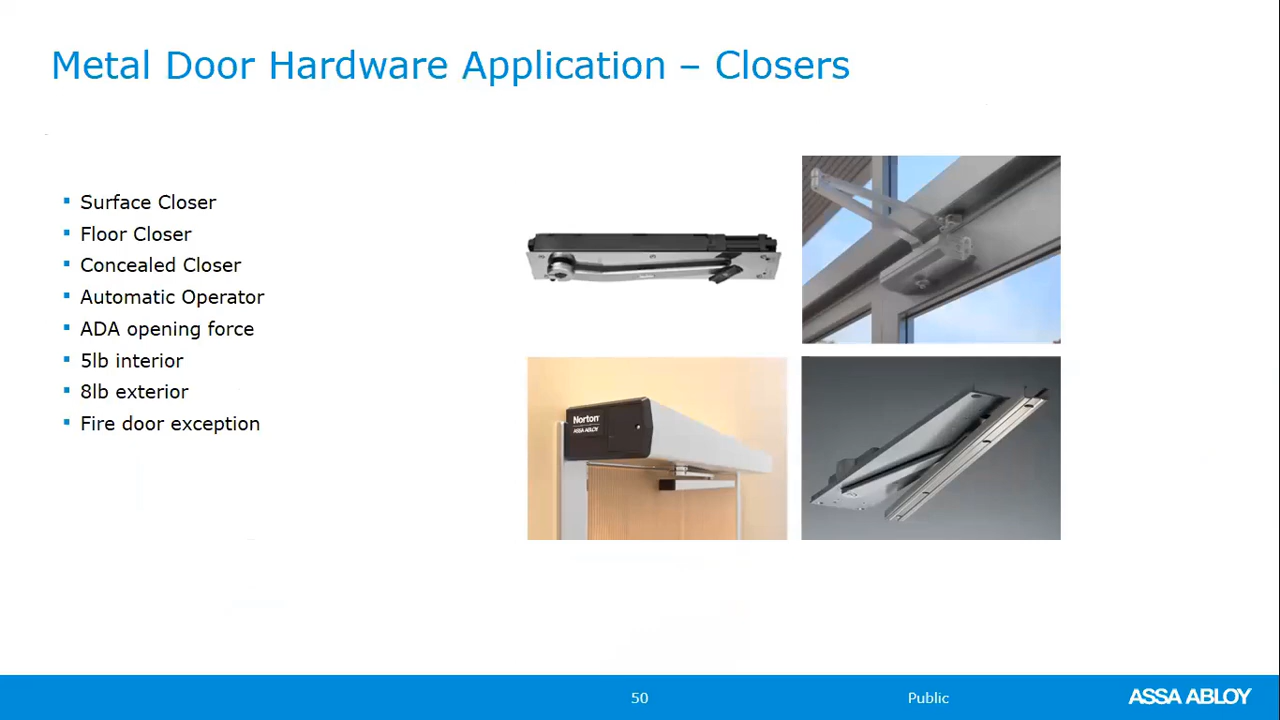 Metal Door Hardware Application – Closers
Surface Closer
Floor Closer
Concealed Closer
Automatic Operator
ADA opening force
5lb interior
8lb exterior
Fire door exception
Norton
ASSA ABLOY
50
Public
ASSA ABLOY